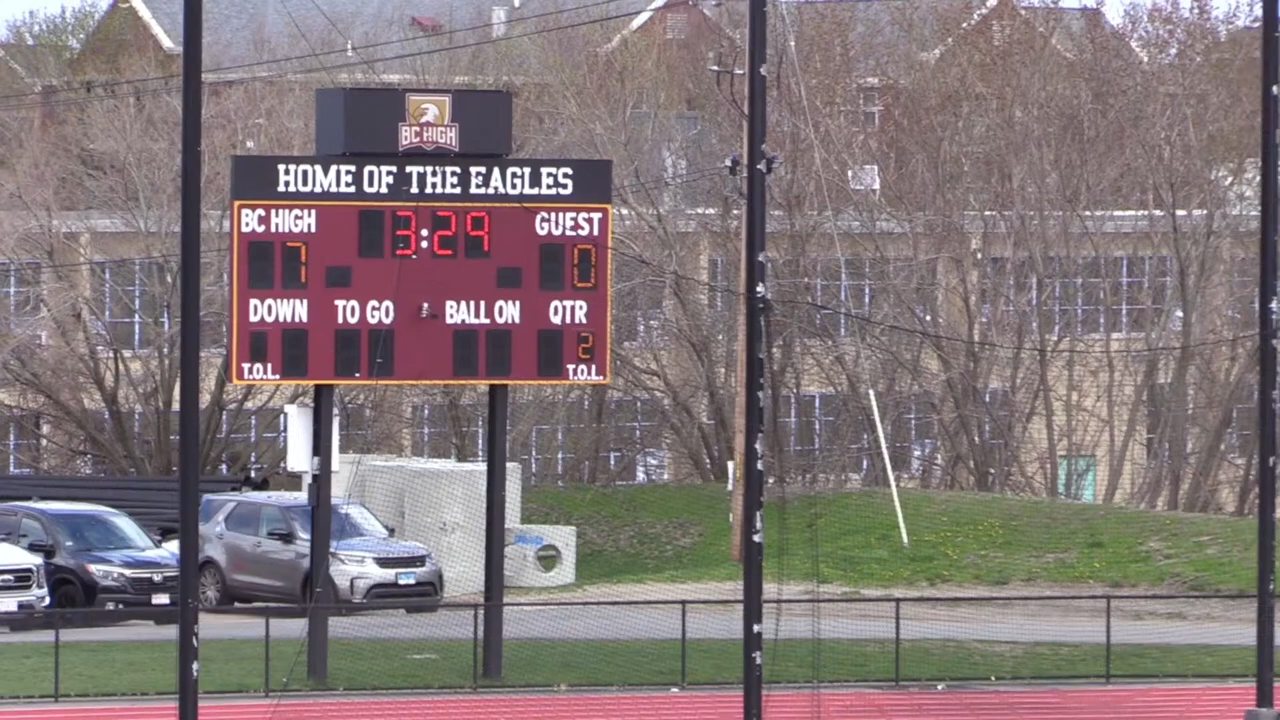 BC HIGH
HOME OF THE EAGLES
BC HIGH 3:29 GUEST
7 0
DOWN TO GO BALL ON QTR
2
T.O.L. T.O.L.